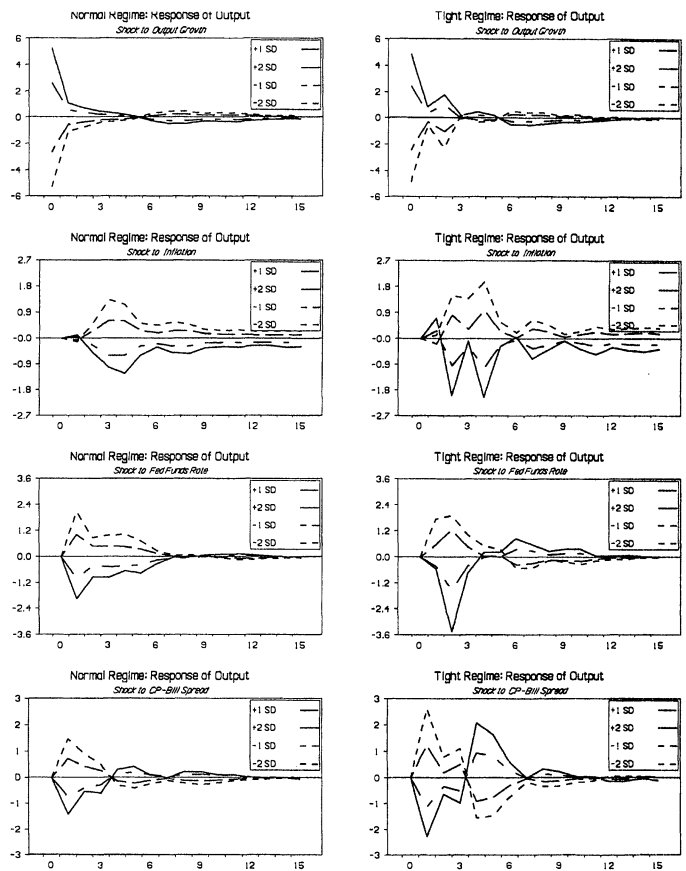 Normal Regime: Response of Output
Shock to Output Growth
6
4
2
0
-2
-4
-6
0 3 6 9 12 15
+1 SD
+2 SD
-1 SD
-2 SD
Tight Regime: Response of Output
Shock to Output Growth
6
4
2
0
-2
-4
-6
0 3 6 9 12 15
+1 SD
+2 SD
-1 SD
-2 SD
Normal Regime: Response of Output
Shock to Inflation
2.7
1.8
0.9
-0.0
-0.9
-1.8
-2.7
0 3 6 9 12 15
+1 SD
+2 SD
-1 SD
-2 SD
Tight Regime: Response of Output
Shock to Inflation
2.7
1.8
0.9
-0.0
-0.9
-1.8
-2.7
0 3 6 9 12 15
+1 SD
+2 SD
-1 SD
-2 SD
Normal Regime: Response of Output
Shock to Fed Funds Rate
3.6
2.4
1.2
0.0
-1.2
-2.4
-3.6
0 3 6 9 12 15
+1 SD
+2 SD
-1 SD
-2 SD
Tight Regime: Response of Output
Shock to Fed Funds Rate
3.6
2.4
1.2
0.0
-1.2
-2.4
-3.6
0 3 6 9 12 15
+1 SD
+2 SD
-1 SD
-2 SD
Normal Regime: Response of Output
Shock to CP-Bill Spread
3
2
1
0
-1
-2
-3
0 3 6 9 12 15
+1 SD
+2 SD
-1 SD
-2 SD
Tight Regime: Response of Output
Shock to CP-Bill Spread
3
2
1
0
-1
-2
-3
0 3 6 9 12 15
+1 SD
+2 SD
-1 SD
-2 SD